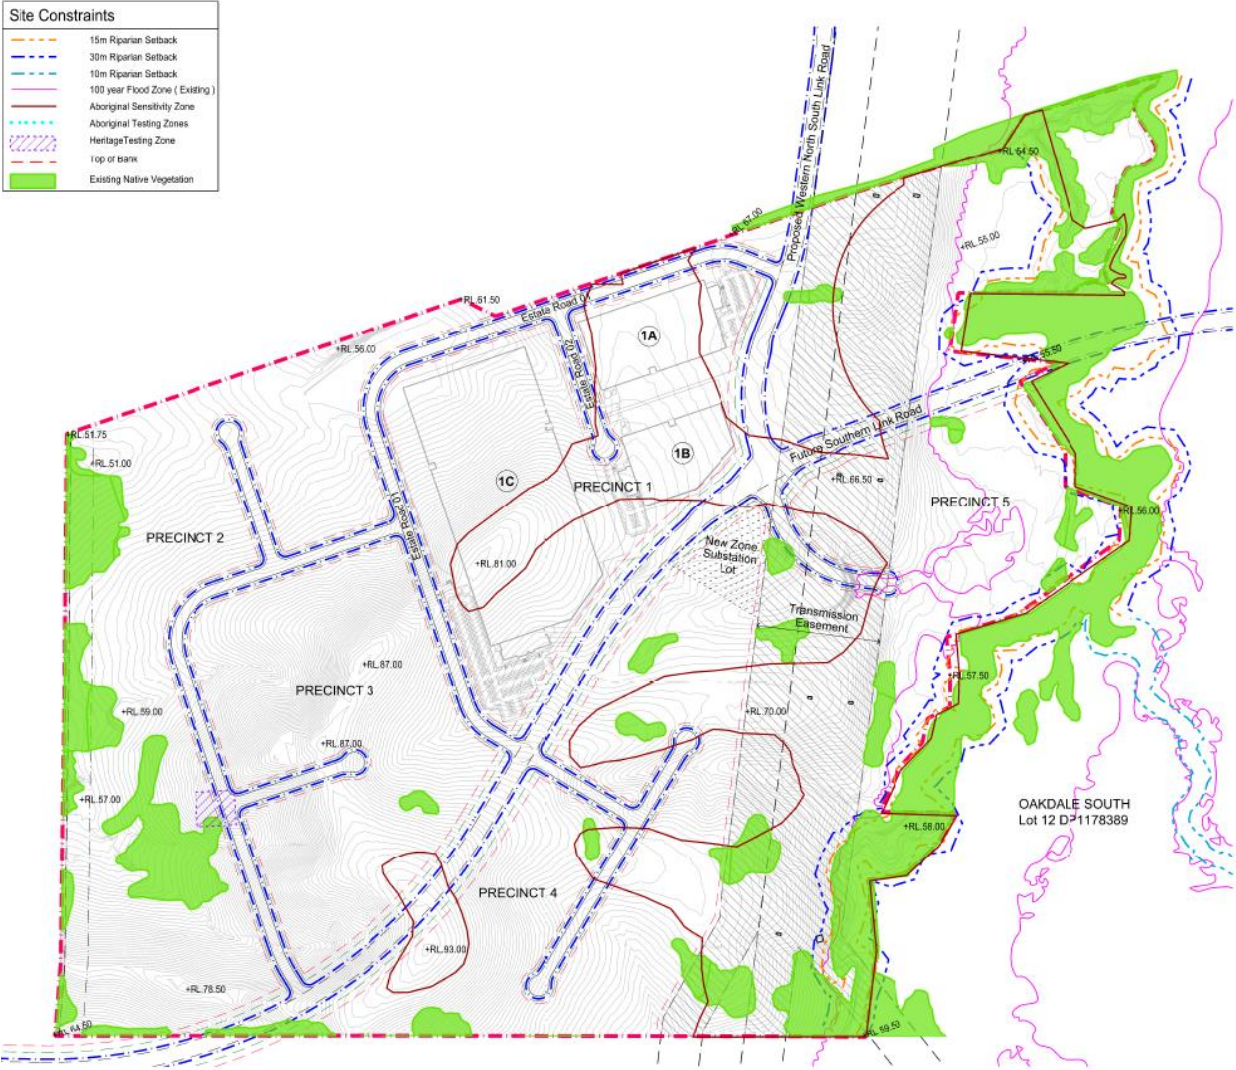 Site Constraints
15m Riparian Setback
30m Riparian Setback
10m Riparian Setback
100 year Flood Zone ( Existing )
Aboriginal Sensitivity Zone
Aboriginal Testing Zones
HeritageTesting Zone
Top of Bank
Existing Native Vegetation
Proposed Western North South Link Road
+RL.64.50
+RL.67.00
+RL.55.00
+RL.61.50
Estate Road 01
+RL.56.00
1A
Estate Road 02
+RL.55.50
Future Southern Link Road
+RL.51.75
+RL.51.00
1B
1C
PRECINCT 1
+RL.66.50
PRECINCT 5
+RL.56.00
Estate Road 01
PRECINCT 2
New Zone
Substation
Lot
+RL.81.00
Transmission
Easement
+RL.87.00
PRECINCT 3
+RL.57.50
+RL.59.00
+RL.70.00
+RL.87.00
+RL.57.00
OAKDALE SOUTH
Lot 12 DP1178389
+RL.58.00
PRECINCT 4
+RL.93.00
+RL.78.50
+RL.64.50
+RL.59.50